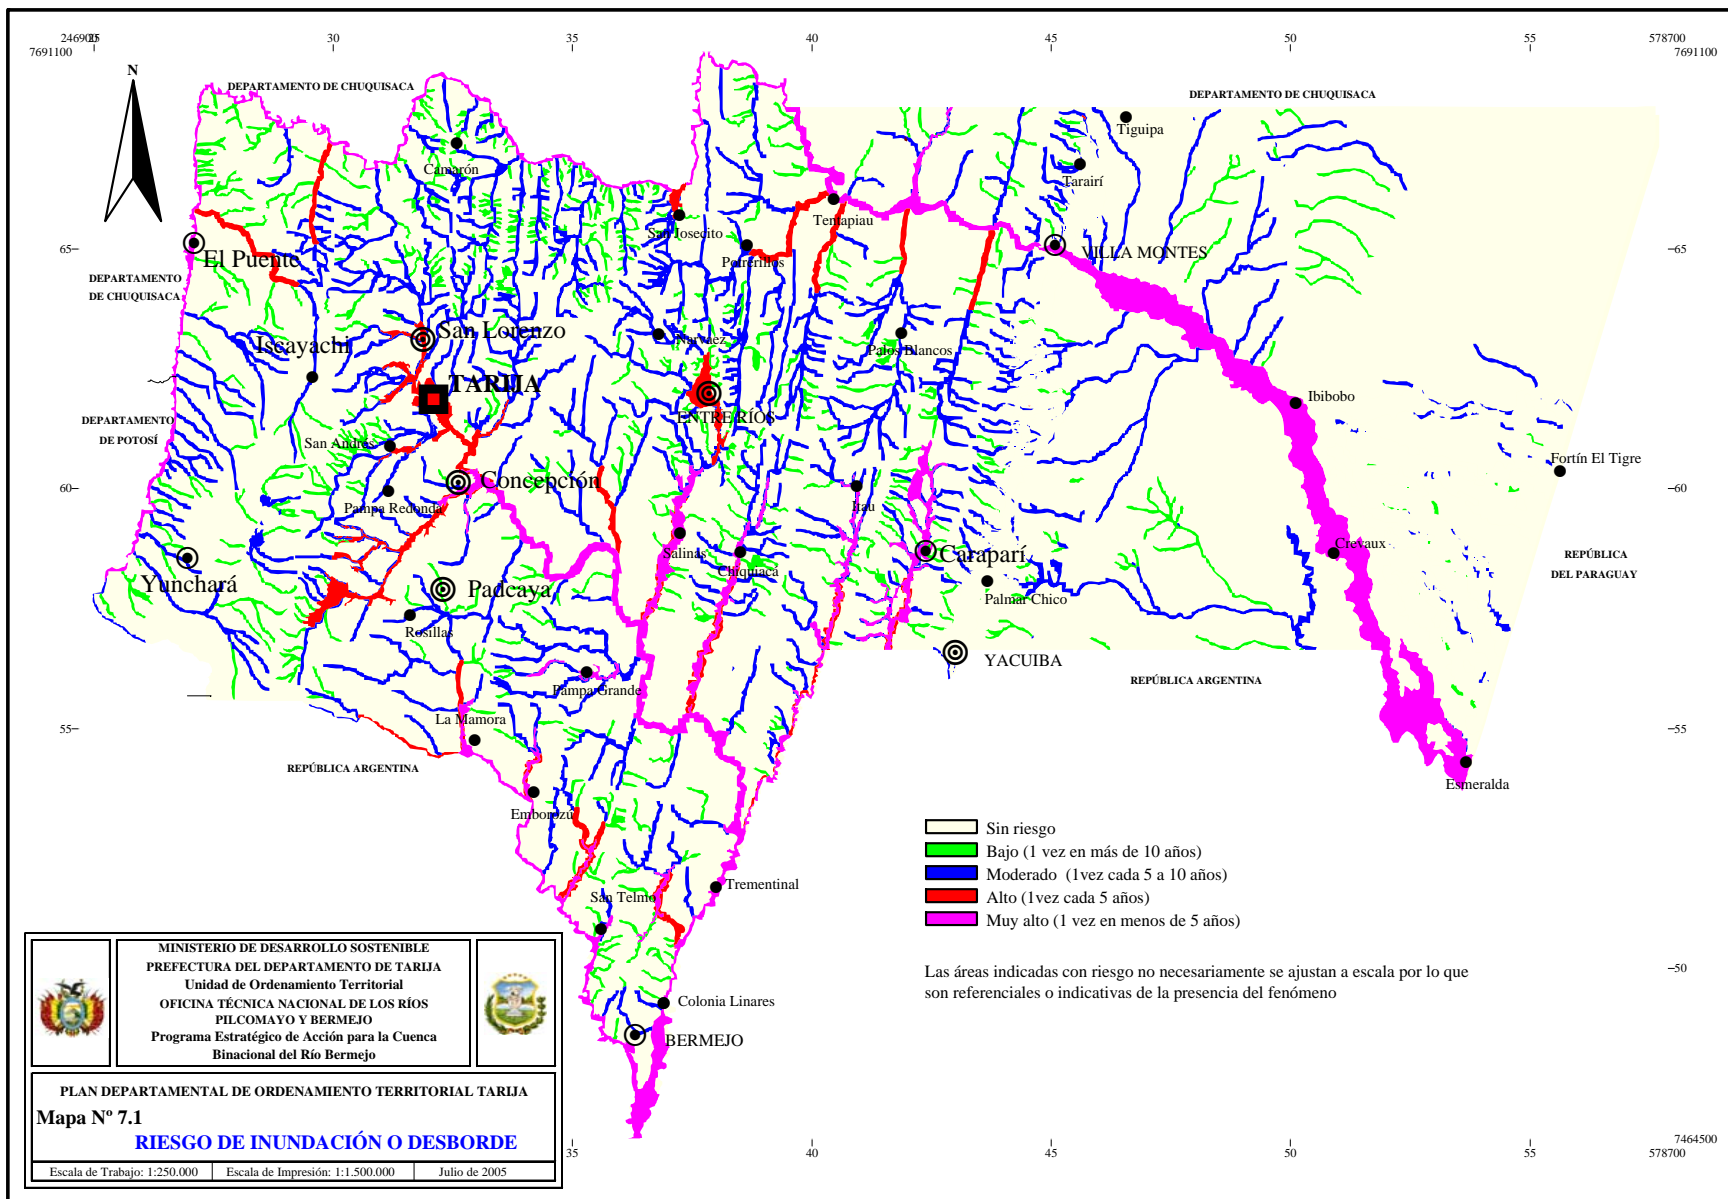 246900
25
30
35
40
45
50
55
578700
7691100
7691100
N
DEPARTAMENTO DE CHUQUISACA
DEPARTAMENTO DE CHUQUISACA
Tiguipa
Camarón
Tarairí
San Josecito
Tentapiau
65
65
El Puente
Potrerillos
VILLA MONTES
DEPARTAMENTO
DE CHUQUISACA
San Lorenzo
Iscayachi
Narvaez
Palos Blancos
TARIJA
Ibibobo
DEPARTAMENTO
DE POTOSÍ
ENTRE RÍOS
San Andrés
Fortín El Tigre
Concepción
60
60
Pampa Redonda
Itau
Salinas
Crevaux
Caraparí
REPÚBLICA
DEL PARAGUAY
Chiquiacá
Yunchará
Padcaya
Palmar Chico
Rosillas
YACUIBA
REPÚBLICA ARGENTINA
Pampa Grande
La Mamora
55
55
REPÚBLICA ARGENTINA
Esmeralda
Emborozú
Sin riesgo
Bajo (1 vez en más de 10 años)
Moderado (1vez cada 5 a 10 años)
Alto (1vez cada 5 años)
Muy alto (1 vez en menos de 5 años)
Trementinal
San Telmo
Las áreas indicadas con riesgo no necesariamente se ajustan a escala por lo que
son referenciales o indicativas de la presencia del fenómeno
50
Colonia Linares
BERMEJO
MINISTERIO DE DESARROLLO SOSTENIBLE
PREFECTURA DEL DEPARTAMENTO DE TARIJA
Unidad de Ordenamiento Territorial
OFICINA TÉCNICA NACIONAL DE LOS RÍOS
PILCOMAYO Y BERMEJO
Programa Estratégico de Acción para la Cuenca
Binacional del Río Bermejo
PLAN DEPARTAMENTAL DE ORDENAMIENTO TERRITORIAL TARIJA
Mapa Nº 7.1
RIESGO DE INUNDACIÓN O DESBORDE
Escala de Trabajo: 1:250.000
Escala de Impresión: 1:1.500.000
Julio de 2005
35
40
45
50
55
7464500
578700